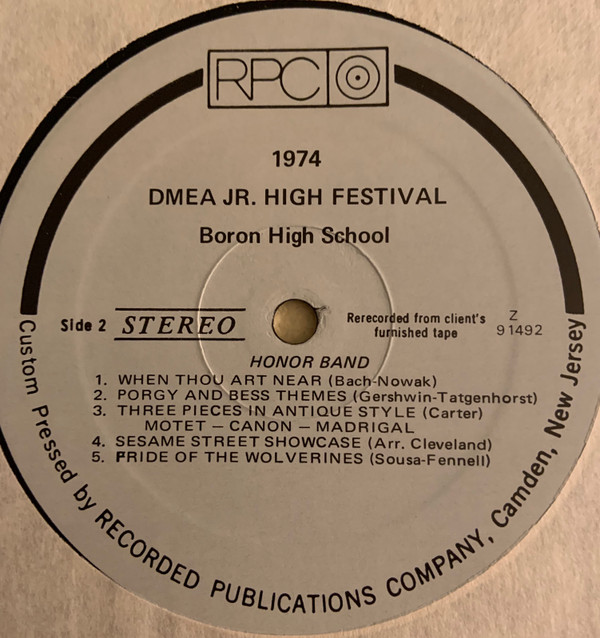 RPC
1974
DMEA JR. HIGH FESTIVAL
Boron High School
Side 2
STEREO
Rerecorded from client's
furnished tape
Z
91492
HONOR BAND
1. WHEN THOU ART NEAR (Bach-Nowak)
2. PORGY AND BESS THEMES (Gershwin-Tatgenhorst)
3. THREE PIECES IN ANTIQUE STYLE (Carter)
MOTET – CANON – MADRIGAL
4. SESAME STREET SHOWCASE (Arr. Cleveland)
5. PRIDE OF THE WOLVERINES (Sousa-Fennell)
Custom Pressed by RECORDED PUBLICATIONS COMPANY, Camden, New Jersey